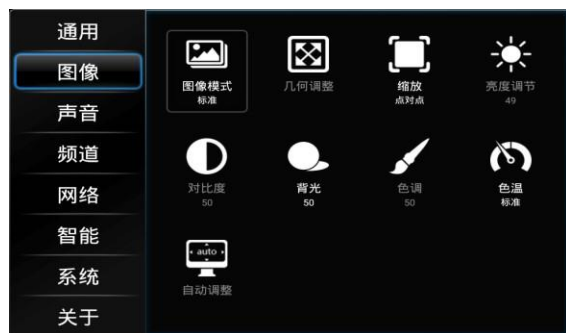 通用
图像
声音
频道
网络
智能
系统
关于
图像模式
标准
几何调整
缩放
点对点
亮度调节
49
对比度
50
背光
50
色调
50
色温
标准
auto
自动调整